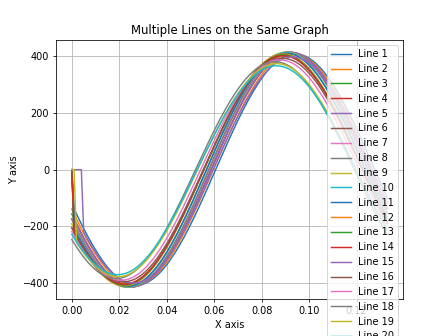 Multiple Lines on the Same Graph
Y axis
400
200
0
−200
−400
0.00
0.02
0.04
0.06
0.08
0.10
X axis
Line 1
Line 2
Line 3
Line 4
Line 5
Line 6
Line 7
Line 8
Line 9
Line 10
Line 11
Line 12
Line 13
Line 14
Line 15
Line 16
Line 17
Line 18
Line 19
Line 20